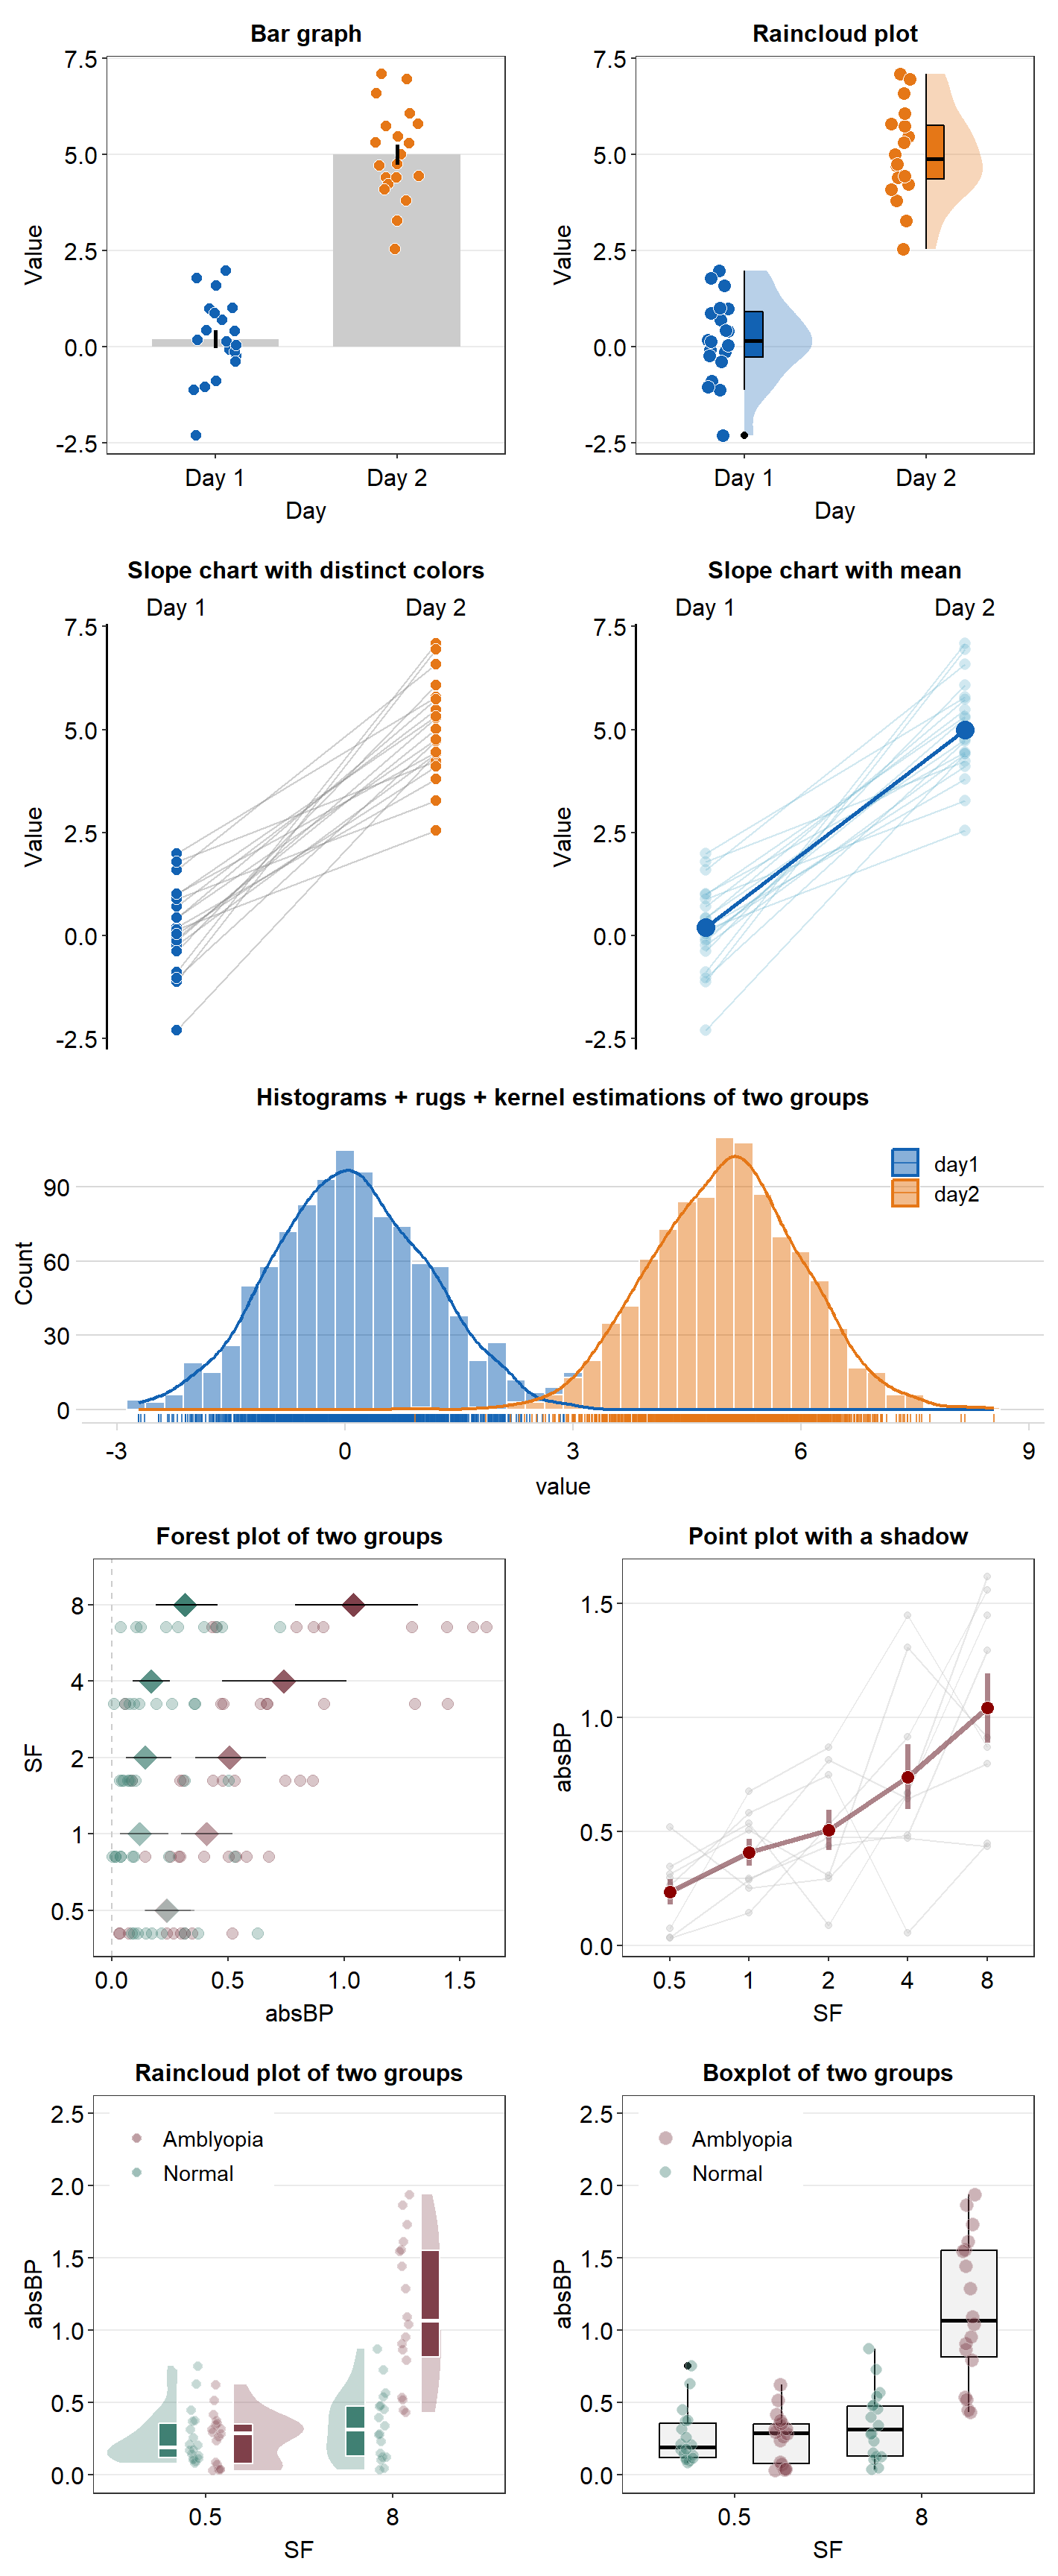 Bar graph
Raincloud plot
7.5
5.0
2.5
0.0
-2.5
Value
Day 1
Day 2
Day
7.5
5.0
2.5
0.0
-2.5
Value
Day 1
Day 2
Day
Slope chart with distinct colors
Day 1
Day 2
7.5
5.0
2.5
0.0
-2.5
Value
Slope chart with mean
Day 1
Day 2
7.5
5.0
2.5
0.0
-2.5
Value
Histograms + rugs + kernel estimations of two groups
90
60
30
0
Count
day1
day2
-3
0
3
6
9
value
Forest plot of two groups
8
4
2
1
0.5
SF
0.0
0.5
1.0
1.5
absBP
Point plot with a shadow
1.5
1.0
0.5
0.0
absBP
0.5
1
2
4
8
SF
Raincloud plot of two groups
2.5
2.0
1.5
1.0
0.5
0.0
absBP
Amblyopia
Normal
0.5
8
SF
Boxplot of two groups
2.5
2.0
1.5
1.0
0.5
0.0
absBP
Amblyopia
Normal
0.5
8
SF